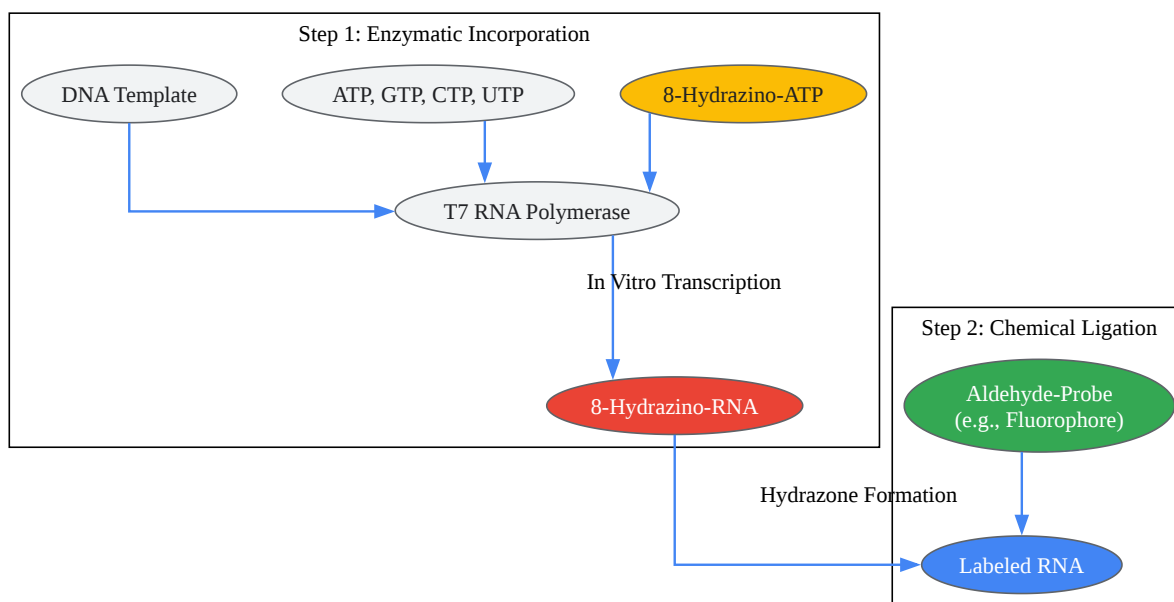 Step 1: Enzymatic Incorporation
DNA Template
ATP, GTP, CTP, UTP
8-Hydrazino-ATP
T7 RNA Polymerase
In Vitro Transcription
8-Hydrazino-RNA
Step 2: Chemical Ligation
Aldehyde-Probe
(e.g., Fluorophore)
Hydrazone Formation
Labeled RNA